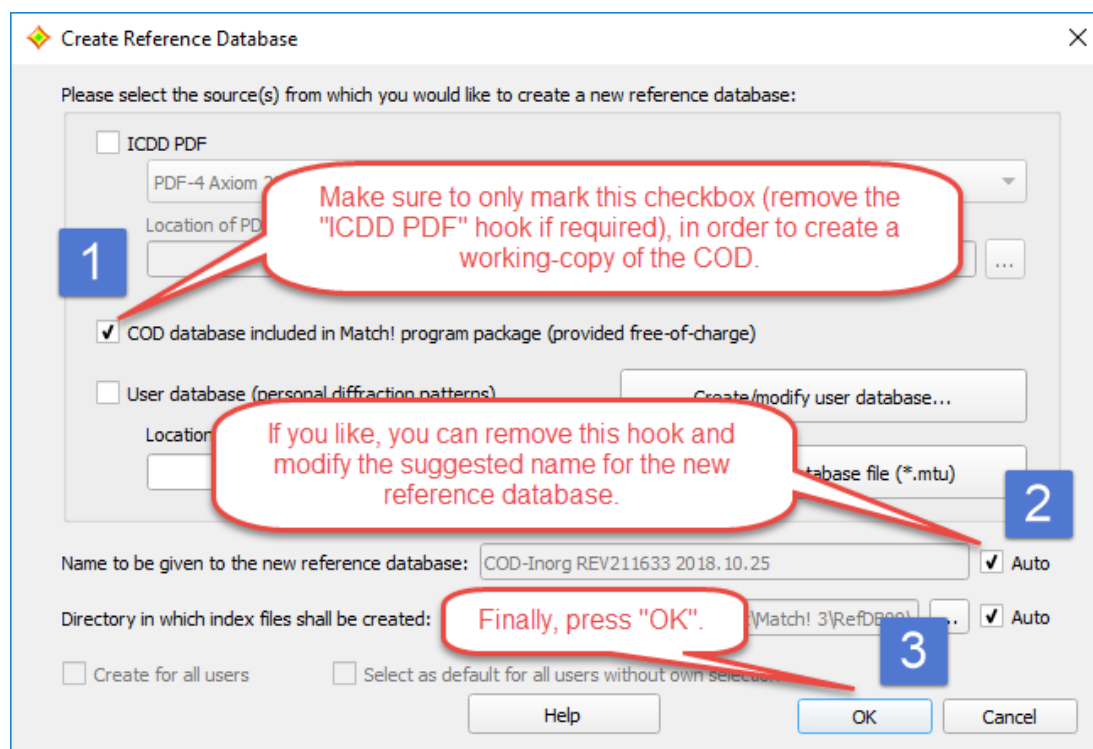 Create Reference Database
Please select the source(s) from which you would like to create a new reference database:
ICDD PDF
PDF-4 Axiom
Make sure to only mark this checkbox (remove the
"ICDD PDF" hook if required), in order to create a
working-copy of the COD.
Location of
...
1
COD database included in Match! program package (provided free-of-charge)
User database (personal diffraction patterns)
Create/modify user database...
Location
If you like, you can remove this hook and
modify the suggested name for the new
reference database.
file (*.mtu)
2
Name to be given to the new reference database: COD-Inorg REV211633 2018.10.25 Auto
Directory in which index files shall be created: \Match! 3\RefDB00\ Auto
Finally, press "OK".
3
Create for all users Select as default for all users without own
Help OK Cancel